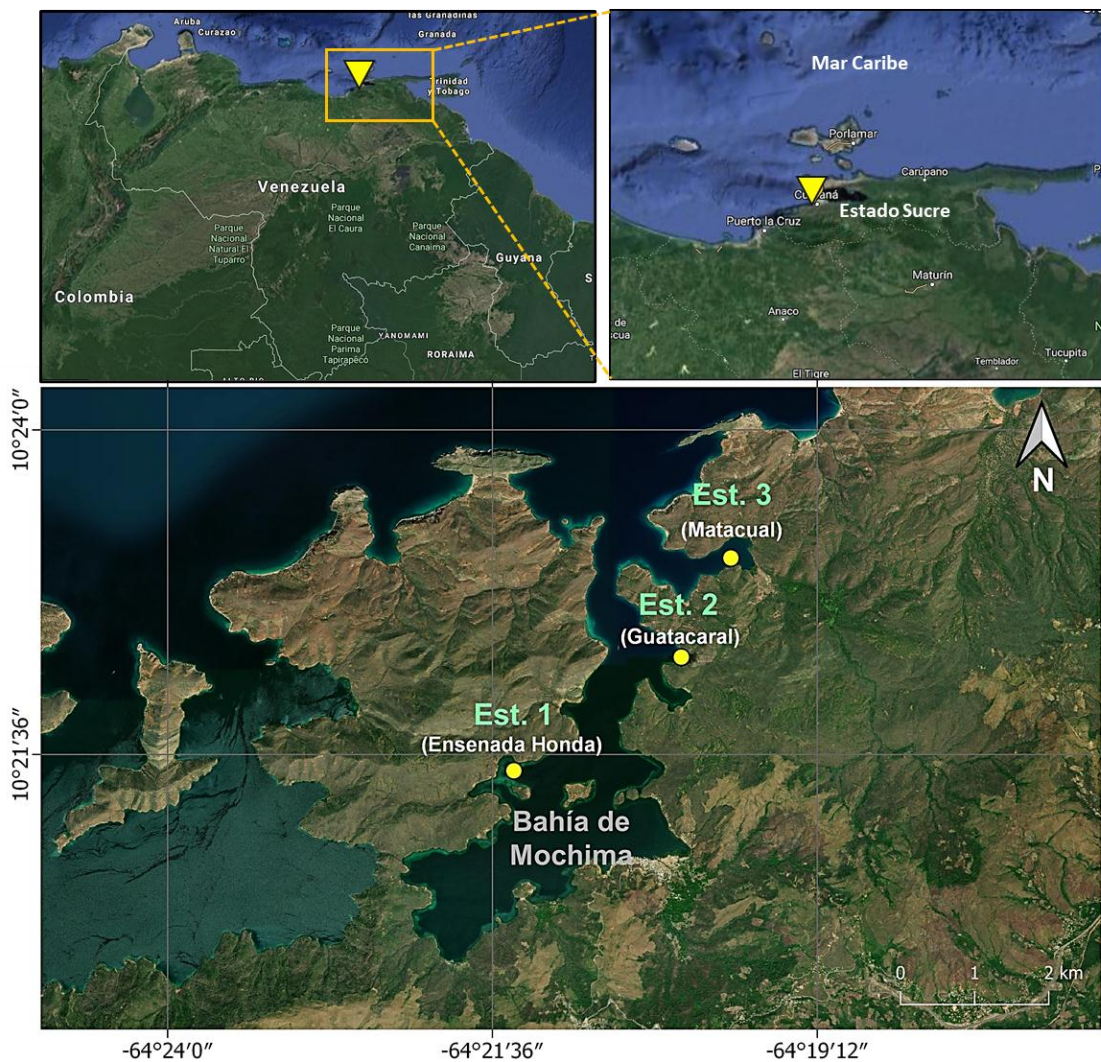 las Granadinas
Granada
Aruba
Curazao
Trinidad
y Tobago
Venezuela
Parque
Nacional
El Caura
Parque
Nacional
Canaima
Parque
Nacional
Natural El
Tuparro
Guyana
S
Colombia
Parque
Nacional
Parima
Tapirapecó
YANOMAMI
RORAIMA
Mar Caribe
Porlamar
Carúpano
Estado Sucre
Puerto la Cruz
Maturín
Anaco
Temblador
Tucupita
El Tigre
10°24′0″
N
Est. 3
(Matacual)
Est. 2
(Guatacaral)
Est. 1
(Ensenada Honda)
10°21′36″
Bahía de
Mochima
0 1 2 km
-64°24′0″ -64°21′36″ -64°19′12″